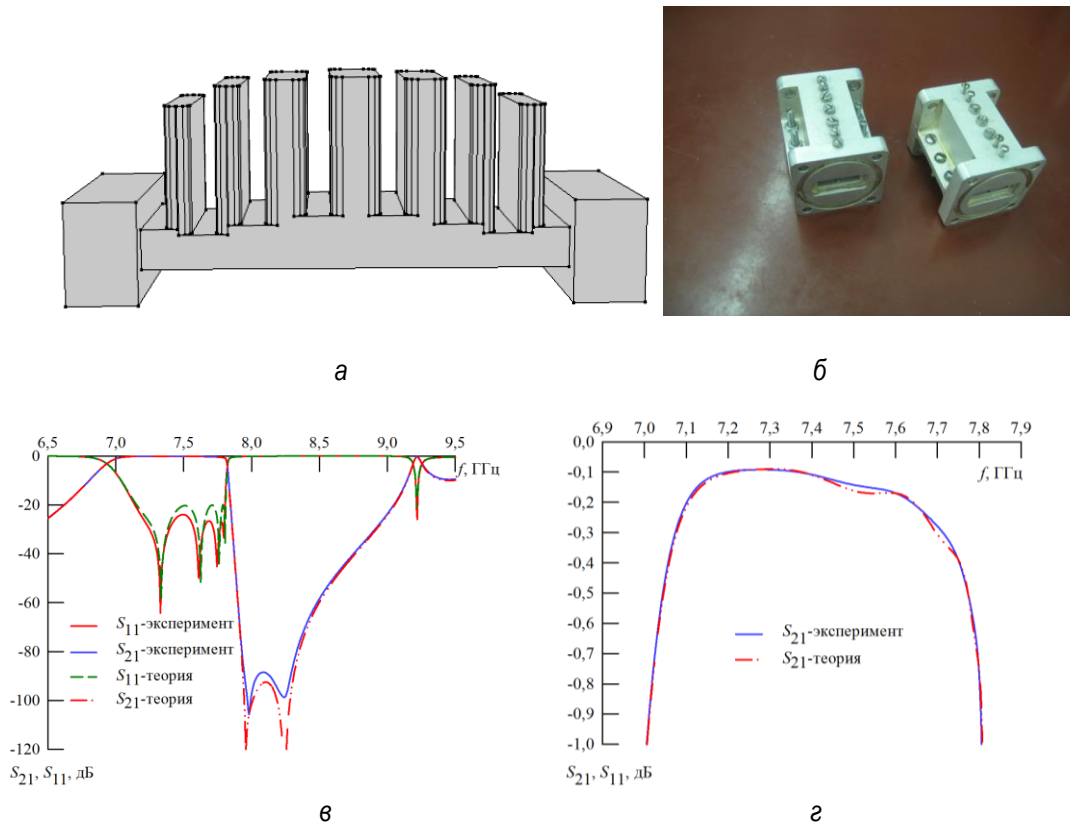 а
б
6,5 7,0 7,5 8,0 8,5 9,0 9,5
f, ГГц
0
-20
-40
-60
-80
-100
-120
S11-эксперимент
S21-эксперимент
S11-теория
S21-теория
S21, S11, дБ
в
6,9 7,0 7,1 7,2 7,3 7,4 7,5 7,6 7,7 7,8 7,9
f, ГГц
0,0
-0,1
-0,2
-0,3
-0,4
-0,5
-0,6
-0,7
-0,8
-0,9
-1,0
S21-эксперимент
S21-теория
S21, S11, дБ
г